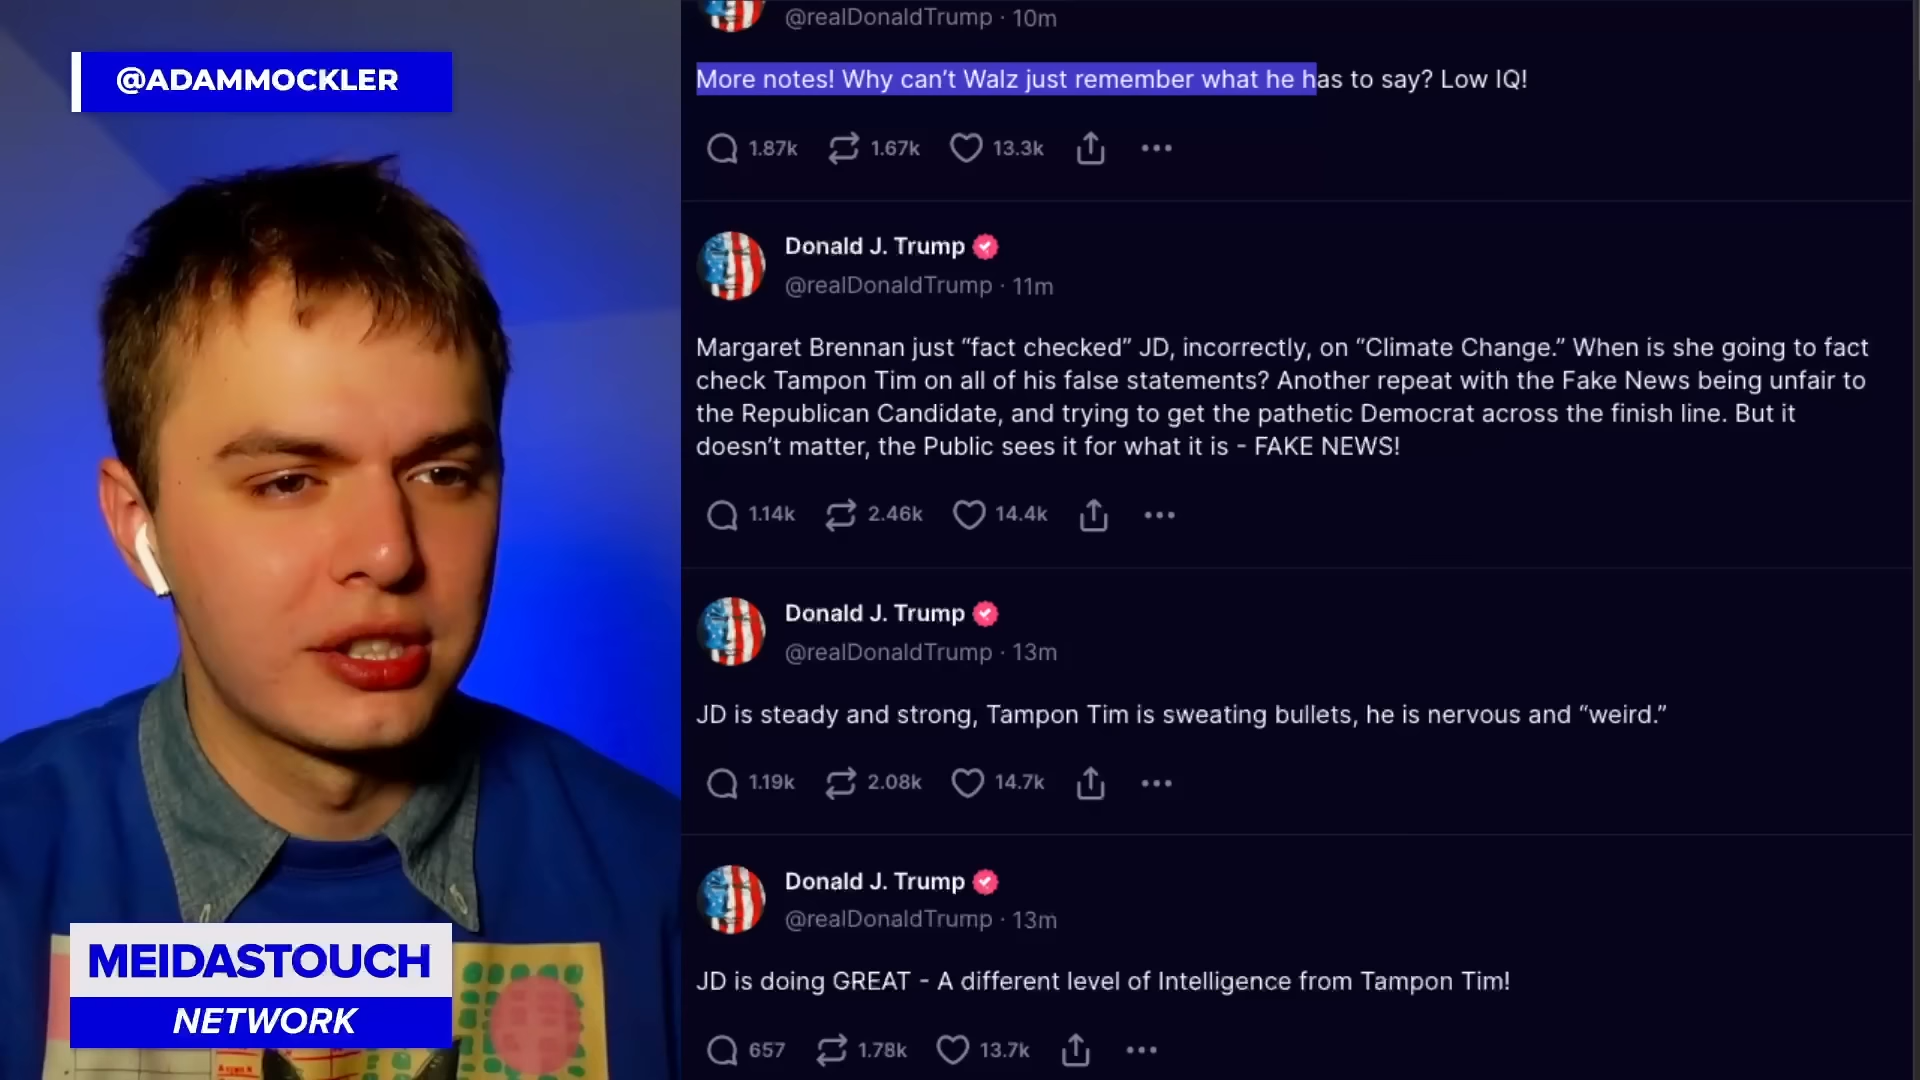 @ADAMMOCKLER
MEIDASTOUCH
NETWORK
@realDonaldTrump · 10m
More notes! Why can’t Walz just remember what he has to say? Low IQ!
1.87k 1.67k 13.3k
Donald J. Trump
@realDonaldTrump · 11m
Margaret Brennan just “fact checked” JD, incorrectly, on “Climate Change.” When is she going to fact
check Tampon Tim on all of his false statements? Another repeat with the Fake News being unfair to
the Republican Candidate, and trying to get the pathetic Democrat across the finish line. But it
doesn’t matter, the Public sees it for what it is - FAKE NEWS!
1.14k 2.46k 14.4k
Donald J. Trump
@realDonaldTrump · 13m
JD is steady and strong, Tampon Tim is sweating bullets, he is nervous and “weird.”
1.19k 2.08k 14.7k
Donald J. Trump
@realDonaldTrump · 13m
JD is doing GREAT - A different level of Intelligence from Tampon Tim!
657 1.78k 13.7k